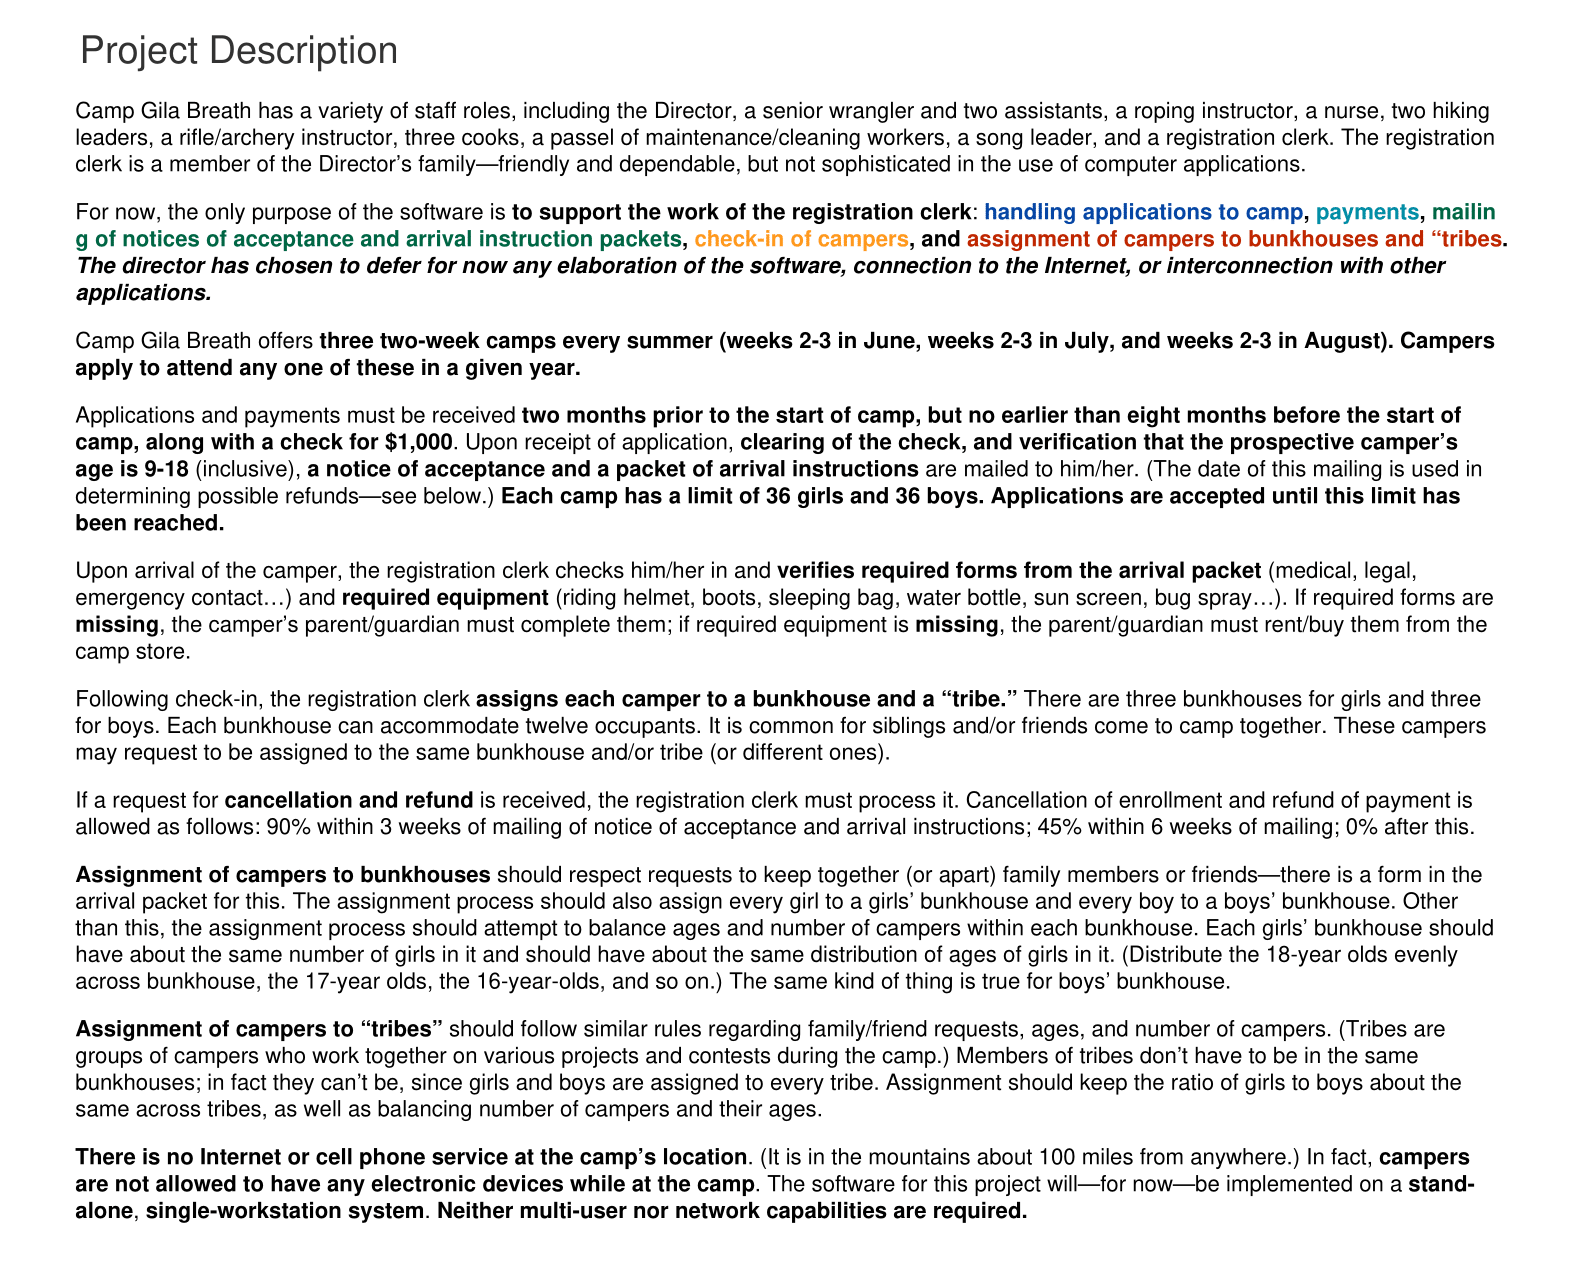 Project Description
Camp Gila Breath has a variety of staff roles, including the Director, a senior wrangler and two assistants, a roping instructor, a nurse, two hiking
leaders, a rifle/archery instructor, three cooks, a passel of maintenance/cleaning workers, a song leader, and a registration clerk. The registration
clerk is a member of the Director’s family—friendly and dependable, but not sophisticated in the use of computer applications.
For now, the only purpose of the software is to support the work of the registration clerk: handling applications to camp, payments, mailin
g of notices of acceptance and arrival instruction packets, check-in of campers, and assignment of campers to bunkhouses and “tribes.
The director has chosen to defer for now any elaboration of the software, connection to the Internet, or interconnection with other
applications.
Camp Gila Breath offers three two-week camps every summer (weeks 2-3 in June, weeks 2-3 in July, and weeks 2-3 in August). Campers
apply to attend any one of these in a given year.
Applications and payments must be received two months prior to the start of camp, but no earlier than eight months before the start of
camp, along with a check for $1,000. Upon receipt of application, clearing of the check, and verification that the prospective camper’s
age is 9-18 (inclusive), a notice of acceptance and a packet of arrival instructions are mailed to him/her. (The date of this mailing is used in
determining possible refunds—see below.) Each camp has a limit of 36 girls and 36 boys. Applications are accepted until this limit has
been reached.
Upon arrival of the camper, the registration clerk checks him/her in and verifies required forms from the arrival packet (medical, legal,
emergency contact…) and required equipment (riding helmet, boots, sleeping bag, water bottle, sun screen, bug spray…). If required forms are
missing, the camper’s parent/guardian must complete them; if required equipment is missing, the parent/guardian must rent/buy them from the
camp store.
Following check-in, the registration clerk assigns each camper to a bunkhouse and a “tribe.” There are three bunkhouses for girls and three
for boys. Each bunkhouse can accommodate twelve occupants. It is common for siblings and/or friends come to camp together. These campers
may request to be assigned to the same bunkhouse and/or tribe (or different ones).
If a request for cancellation and refund is received, the registration clerk must process it. Cancellation of enrollment and refund of payment is
allowed as follows: 90% within 3 weeks of mailing of notice of acceptance and arrival instructions; 45% within 6 weeks of mailing; 0% after this.
Assignment of campers to bunkhouses should respect requests to keep together (or apart) family members or friends—there is a form in the
arrival packet for this. The assignment process should also assign every girl to a girls’ bunkhouse and every boy to a boys’ bunkhouse. Other
than this, the assignment process should attempt to balance ages and number of campers within each bunkhouse. Each girls’ bunkhouse should
have about the same number of girls in it and should have about the same distribution of ages of girls in it. (Distribute the 18-year olds evenly
across bunkhouse, the 17-year olds, the 16-year-olds, and so on.) The same kind of thing is true for boys’ bunkhouse.
Assignment of campers to “tribes” should follow similar rules regarding family/friend requests, ages, and number of campers. (Tribes are
groups of campers who work together on various projects and contests during the camp.) Members of tribes don’t have to be in the same
bunkhouses; in fact they can’t be, since girls and boys are assigned to every tribe. Assignment should keep the ratio of girls to boys about the
same across tribes, as well as balancing number of campers and their ages.
There is no Internet or cell phone service at the camp’s location. (It is in the mountains about 100 miles from anywhere.) In fact, campers
are not allowed to have any electronic devices while at the camp. The software for this project will—for now—be implemented on a stand-
alone, single-workstation system. Neither multi-user nor network capabilities are required.